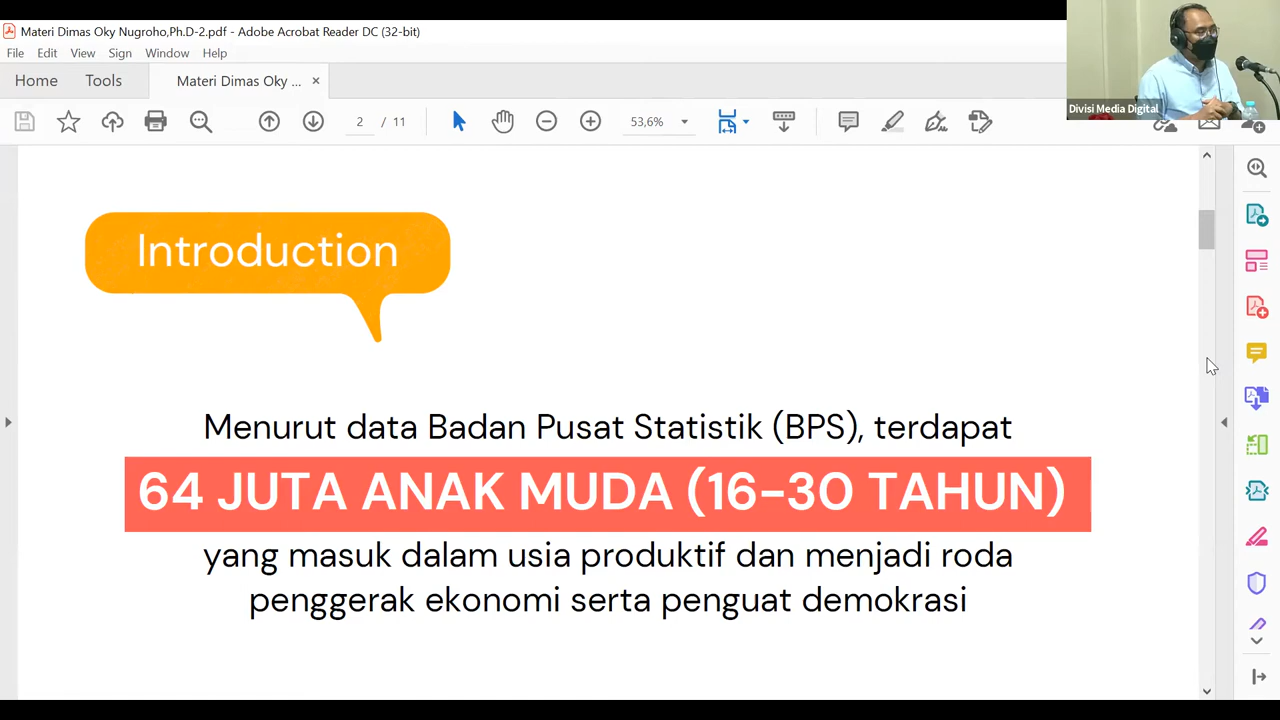 Materi Dimas Oky Nugroho,Ph.D-2.pdf - Adobe Acrobat Reader DC (32-bit)
File Edit View Sign Window Help
Home Tools Materi Dimas Oky ... ×
2 / 11 53,6%
Divisi Media Digital
Introduction
Menurut data Badan Pusat Statistik (BPS), terdapat
64 JUTA ANAK MUDA (16-30 TAHUN)
yang masuk dalam usia produktif dan menjadi roda
penggerak ekonomi serta penguat demokrasi